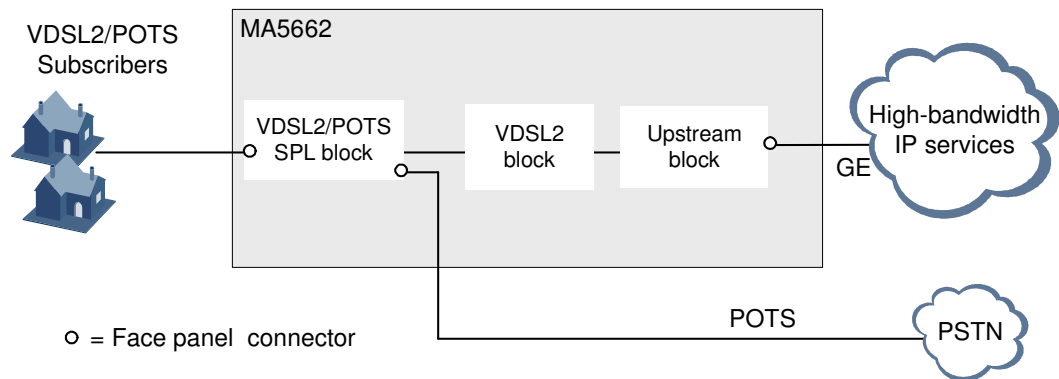 VDSL2/POTS
Subscribers
MA5662
VDSL2/POTS
SPL block
VDSL2
block
Upstream
block
GE
High-bandwidth
IP services
POTS
PSTN
= Face panel connector